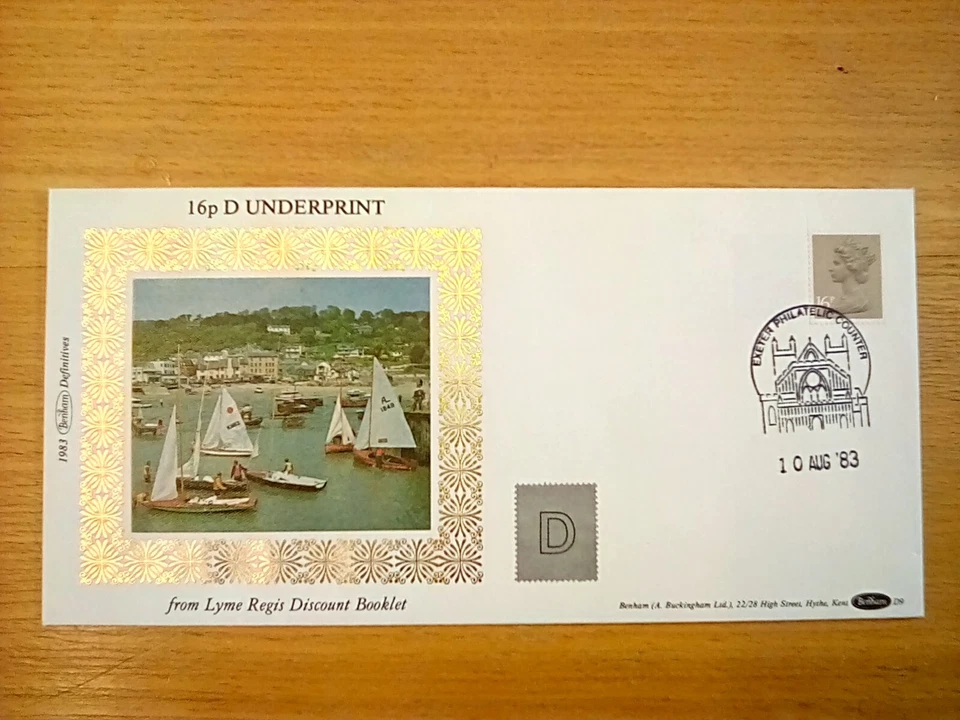 16p D UNDERPRINT
1983 Benham Definitives
from Lyme Regis Discount Booklet
D
16P
EXETER PHILATELIC COUNTER
10 AUG '83
Benham (A. Buckingham Ltd.), 22/28 High Street, Hythe, Kent Benham D9